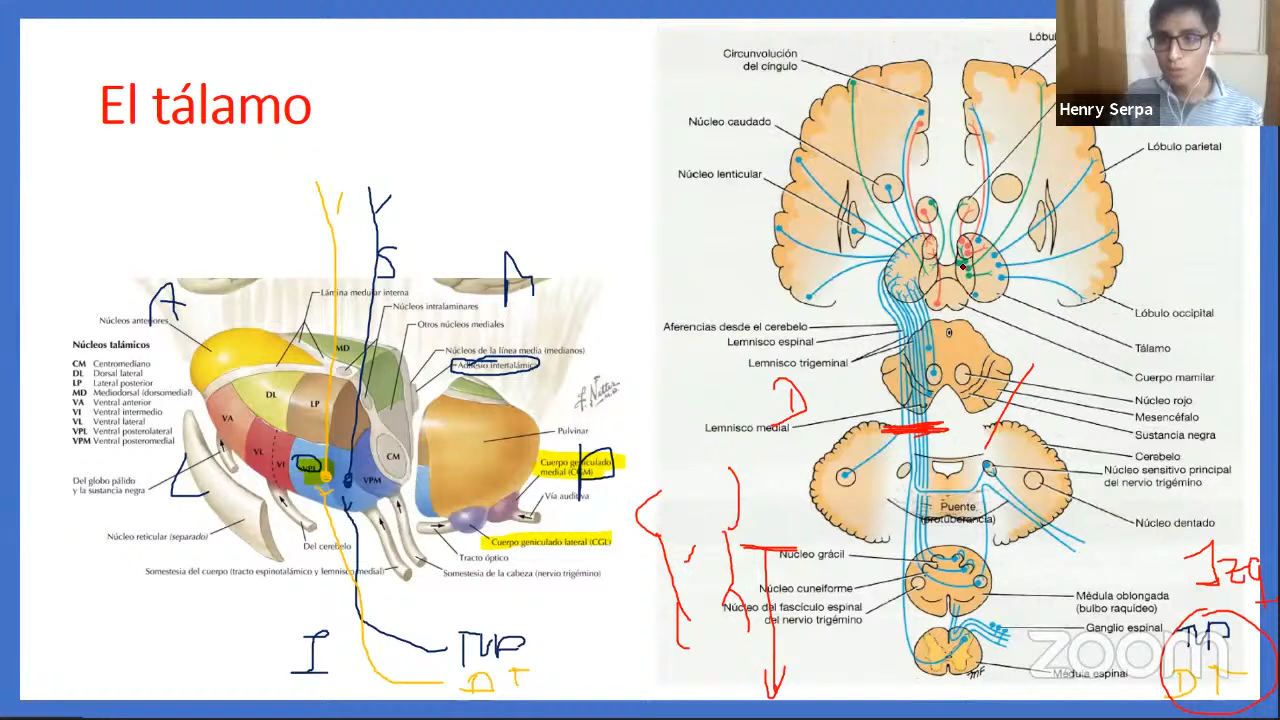 El tálamo
A
M
Lámina medular interna
Núcleos intralaminares
Otros núcleos mediales
Núcleos de la línea media (medianos)
Adhesio intertalámic
Núcleos anteriores
Núcleos talámicos
CM Centromediano
DL Dorsal lateral
LP Lateral posterior
MD Mediodorsal (dorsomedial)
VA Ventral anterior
VI Ventral intermedio
VL Ventral lateral
VPL Ventral posterolateral
VPM Ventral posteromedial
MD
DL
LP
VA
VL
VI
VPL
VPM
CM
Pulvinar
Cuerpo geniculado
medial (CGM)
P
L
Vía auditiva
Del globo pálido
y la sustancia negra
Cuerpo geniculado lateral (CGL)
Núcleo reticular (separado)
Del cerebelo
Tracto óptico
Somestesia del cuerpo (tracto espinotalámico y lemnisco medial)
Somestesia de la cabeza (nervio trigémino)
I
TVP
D T
Henry Serpa
Circunvolución
del cíngulo
Lóbu
Núcleo caudado
Núcleo lenticular
Lóbulo parietal
Lóbulo occipital
Aferencias desde el cerebelo
Lemnisco espinal
Lemnisco trigeminal
Lemnisco medial
Tálamo
Cuerpo mamilar
Núcleo rojo
Mesencéfalo
Sustancia negra
Cerebelo
Núcleo sensitivo principal
del nervio trigémino
D
Puente
(protuberancia)
Núcleo dentado
Núcleo grácil
Núcleo cuneiforme
Núcleo del fascículo espinal
del nervio trigémino
Médula oblongada
(bulbo raquídeo)
Ganglio espinal
Médula espinal
Izq
D T
zoom